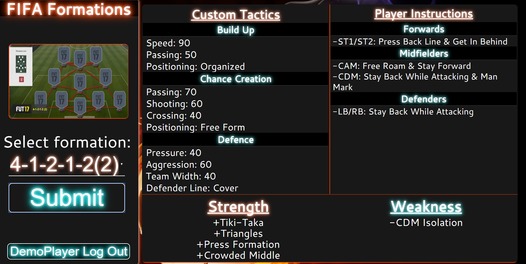 FIFA Formations
FUT 17
Select formation:
4-1-2-1-2(2)
Submit
DemoPlayer Log Out
Custom Tactics
Build Up
Speed: 90
Passing: 50
Positioning: Organized
Chance Creation
Passing: 70
Shooting: 60
Crossing: 40
Positioning: Free Form
Defence
Pressure: 40
Aggression: 60
Team Width: 40
Defender Line: Cover
Player Instructions
Forwards
-ST1/ST2: Press Back Line & Get In Behind
Midfielders
-CAM: Free Roam & Stay Forward
-CDM: Stay Back While Attacking & Man
Mark
Defenders
-LB/RB: Stay Back While Attacking
Strength
+Tiki-Taka
+Triangles
+Press Formation
+Crowded Middle
Weakness
-CDM Isolation